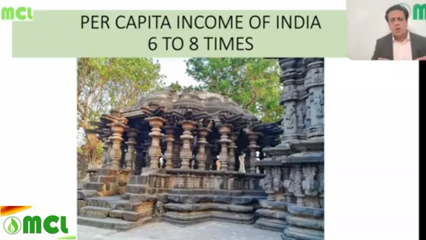 MCL
PER CAPITA INCOME OF INDIA
6 TO 8 TIMES
MCL